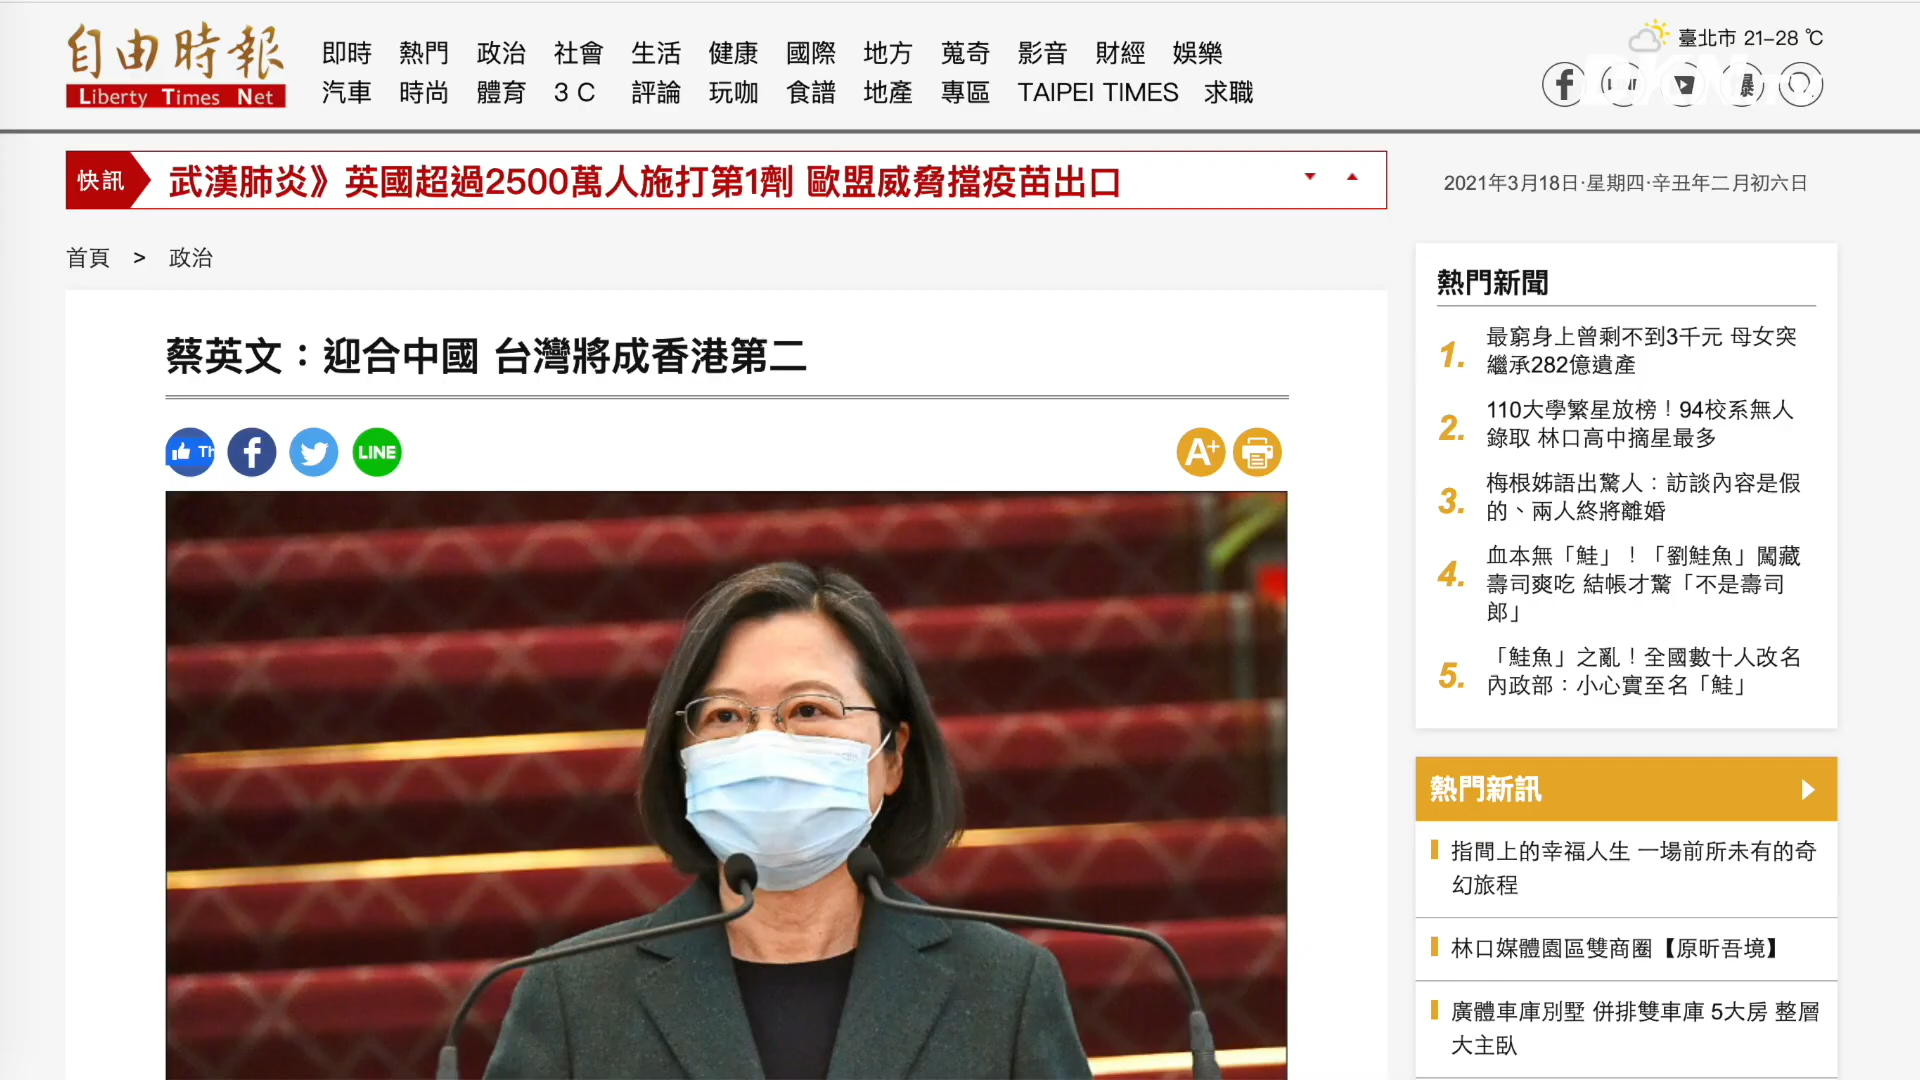 自由時報
Liberty Times Net
即時 熱門 政治 社會 生活 健康 國際 地方 蒐奇 影音 財經 娛樂
汽車 時尚 體育 3 C 評論 玩咖 食譜 地產 專區 TAIPEI TIMES 求職
臺北市 21-28 ℃
快訊
武漢肺炎》英國超過2500萬人施打第1劑 歐盟威脅擋疫苗出口
2021年3月18日·星期四·辛丑年二月初六日
首頁 > 政治
蔡英文：迎合中國 台灣將成香港第二
LINE
A+
熱門新聞
1. 最窮身上曾剩不到3千元 母女突
繼承282億遺產
2. 110大學繁星放榜！94校系無人
錄取 林口高中摘星最多
3. 梅根姊語出驚人：訪談內容是假
的、兩人終將離婚
4. 血本無「鮭」！「劉鮭魚」闖藏
壽司爽吃 結帳才驚「不是壽司
郎」
5. 「鮭魚」之亂！全國數十人改名
內政部：小心實至名「鮭」
熱門新訊
指間上的幸福人生 一場前所未有的奇
幻旅程
林口媒體園區雙商圈【原昕吾境】
廣體車庫別墅 併排雙車庫 5大房 整層
大主臥